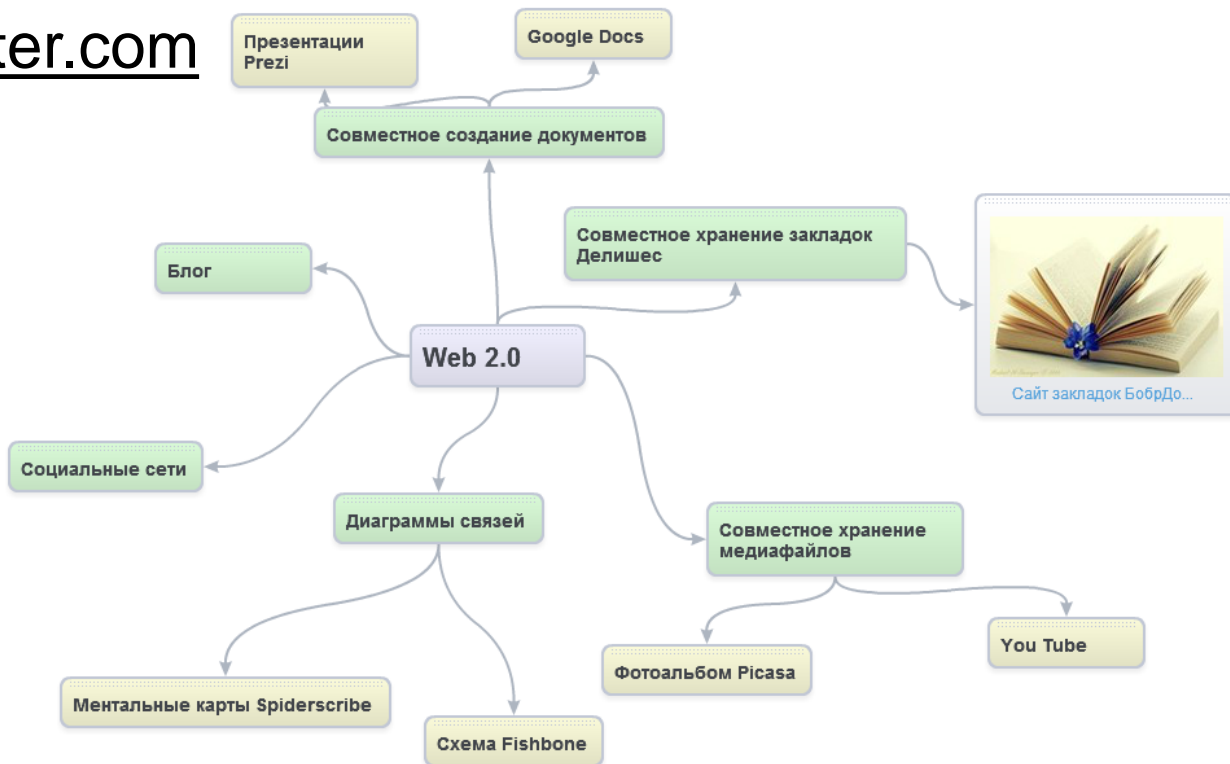 ter.com
Презентации
Prezi
Google Docs
Совместное создание документов
Совместное хранение закладок
Делишес
Блог
Web 2.0
Сайт закладок БобрДо...
Социальные сети
Диаграммы связей
Совместное хранение
медиафайлов
You Tube
Фотоальбом Picasa
Ментальные карты Spiderscribe
Схема Fishbone